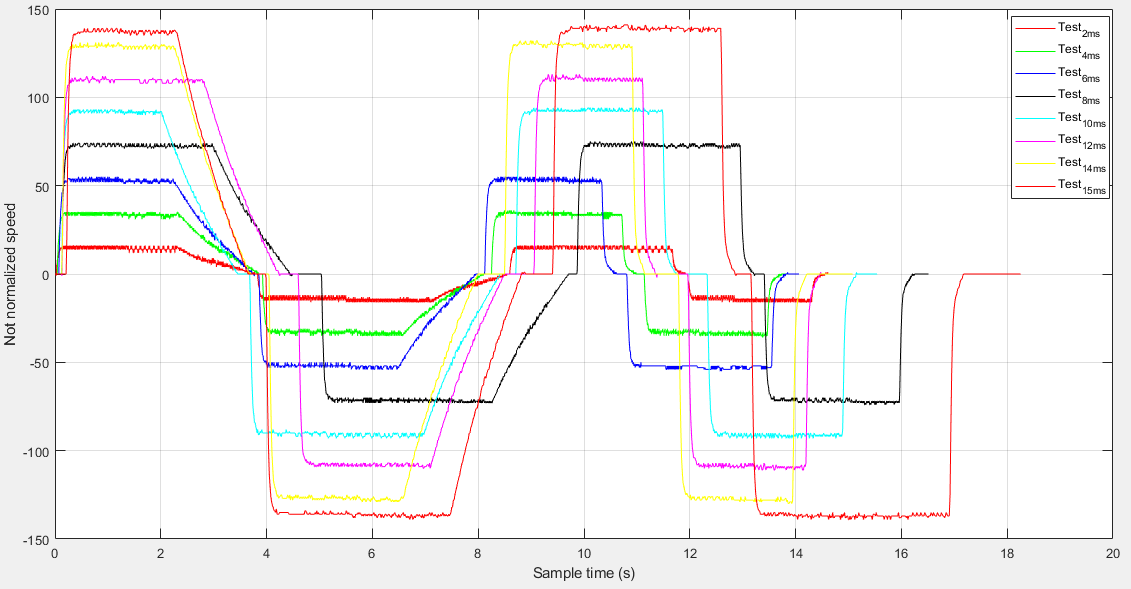 150
100
50
0
-50
-100
-150
Not normalized speed
0 2 4 6 8 10 12 14 16 18 20
Sample time (s)
Test2ms
Test4ms
Test6ms
Test8ms
Test10ms
Test12ms
Test14ms
Test15ms